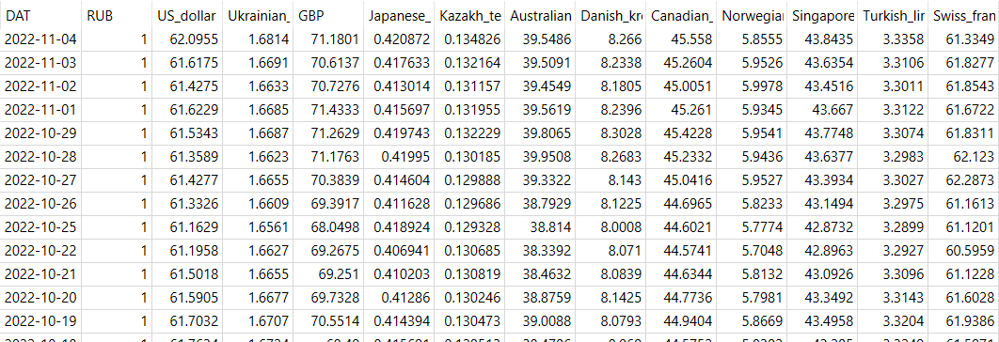 DAT RUB US_dollar Ukrainian_ GBP Japanese_ Kazakh_te Australian Danish_kr Canadian_ Norwegian Singapore Turkish_lir Swiss_fran
2022-11-04 1 62.0955 1.6814 71.1801 0.420872 0.134826 39.5486 8.266 45.558 5.8555 43.8435 3.3358 61.3349
2022-11-03 1 61.6175 1.6691 70.6137 0.417633 0.132164 39.5091 8.2338 45.2604 5.9526 43.6354 3.3106 61.8277
2022-11-02 1 61.4275 1.6633 70.7276 0.413014 0.131157 39.4549 8.1805 45.0051 5.9978 43.4516 3.3011 61.8543
2022-11-01 1 61.6229 1.6685 71.4333 0.415697 0.131955 39.5619 8.2396 45.261 5.9345 43.667 3.3122 61.6722
2022-10-29 1 61.5343 1.6687 71.2629 0.419743 0.132229 39.8065 8.3028 45.4228 5.9541 43.7748 3.3074 61.8311
2022-10-28 1 61.3589 1.6623 71.1763 0.41995 0.130185 39.9508 8.2683 45.2332 5.9436 43.6377 3.2983 62.123
2022-10-27 1 61.4277 1.6655 70.3839 0.414604 0.129888 39.3322 8.143 45.0416 5.9527 43.3934 3.3027 62.2873
2022-10-26 1 61.3326 1.6609 69.3917 0.411628 0.129686 38.7929 8.1225 44.6965 5.8233 43.1494 3.2975 61.1613
2022-10-25 1 61.1629 1.6561 68.0498 0.418924 0.129328 38.814 8.0008 44.6021 5.7774 42.8732 3.2899 61.1201
2022-10-22 1 61.1958 1.6627 69.2675 0.406941 0.130685 38.3392 8.071 44.5741 5.7048 42.8963 3.2927 60.5959
2022-10-21 1 61.5018 1.6655 69.251 0.410203 0.130819 38.4632 8.0839 44.6344 5.8132 43.0926 3.3096 61.1228
2022-10-20 1 61.5905 1.6677 69.7328 0.41286 0.130246 38.8759 8.1425 44.7736 5.7981 43.3492 3.3143 61.6028
2022-10-19 1 61.7032 1.6707 70.5514 0.414394 0.130473 39.0088 8.0793 44.9404 5.8669 43.4958 3.3204 61.9386